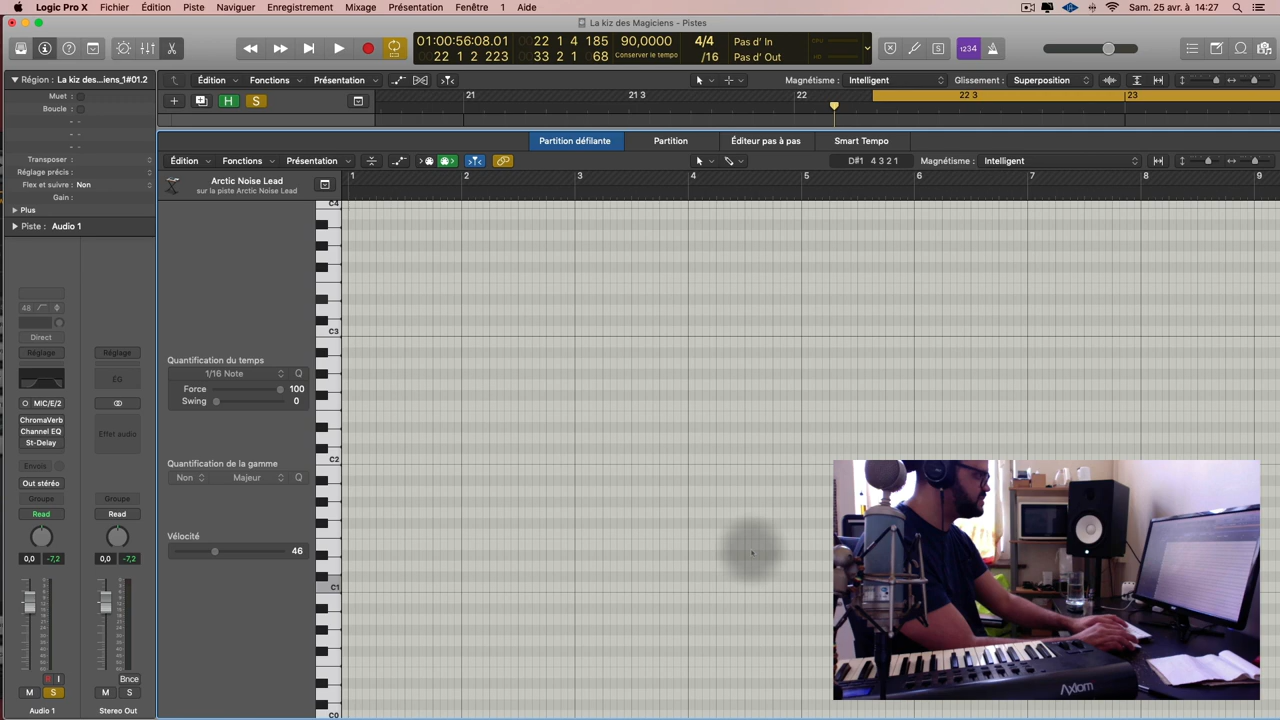 Logic Pro X Fichier Édition Piste Naviguer Enregistrement Mixage Présentation Fenêtre 1 Aide Sam. 25 avr. à 14:27
La kiz des Magiciens - Pistes
01:00:56:08.01 22 1 4 185 90,0000 4/4 Pas d’ In CPU
22 1 2 223 33 2 1 68 Conserver le tempo /16 Pas d’ Out HD
1234
Région : La kiz des...iens_1#01.2
Édition Fonctions Présentation Magnétisme : Intelligent Glissement : Superposition
H S
21 21 3 22 22 3 23
Muet :
Boucle :
- -
- -
Transposer :
Réglage précis :
Flex et suivre : Non
Gain :
Plus
Piste : Audio 1
Partition défilante Partition Éditeur pas à pas Smart Tempo
Édition Fonctions Présentation D#1 4 3 2 1 Magnétisme : Intelligent
Arctic Noise Lead
sur la piste Arctic Noise Lead
1 2 3 4 5 6 7 8 9
C4
C3
C2
C1
C0
Quantification du temps
1/16 Note Q
Force 100
Swing 0
Quantification de la gamme
Non Majeur Q
Vélocité
46
48
Direct
Réglage Réglage
EG
MIC/E/2
ChromaVerb
Channel EQ Effet audio
St-Delay
Envois
Out stéréo
Groupe Groupe
Read Read
0,0 -7,2 0,0 -7,2
R I Bnce
M S M S
Audio 1 Stereo Out
AXIOM